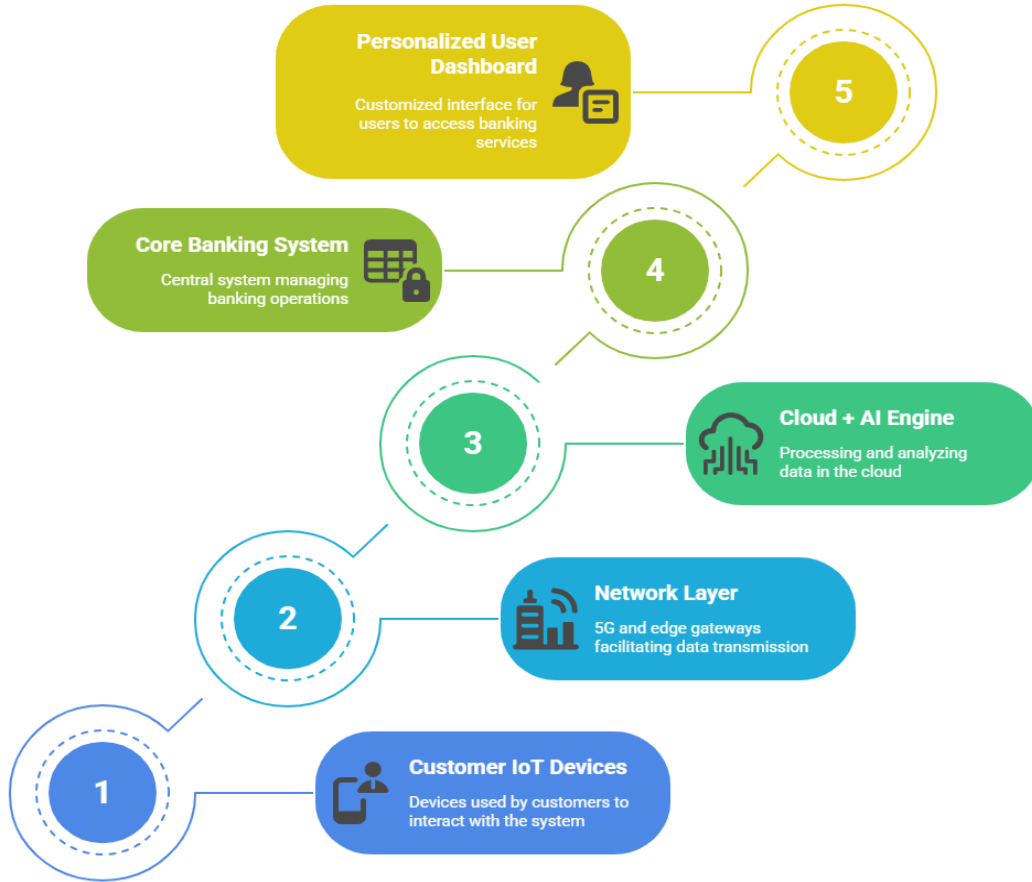 Personalized User
Dashboard
Customized interface for
users to access banking
services
5
Core Banking System
Central system managing
banking operations
4
3
Cloud + AI Engine
Processing and analyzing
data in the cloud
2
Network Layer
5G and edge gateways
facilitating data transmission
1
Customer IoT Devices
Devices used by customers to
interact with the system